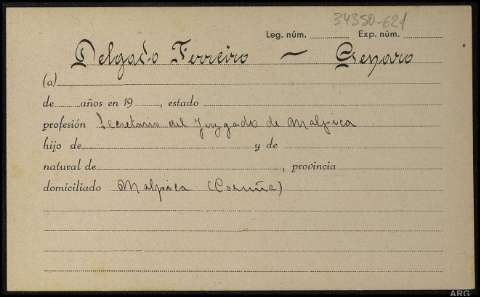 34350-621
Leg. núm. Exp. núm.
Delgado Ferreiro — Genaro
(a)
de años en 19 , estado
profesión Secretario del Juzgado de Malpica
hijo de y de
natural de , provincia
domiciliado Malpica (Coruña)
ARG